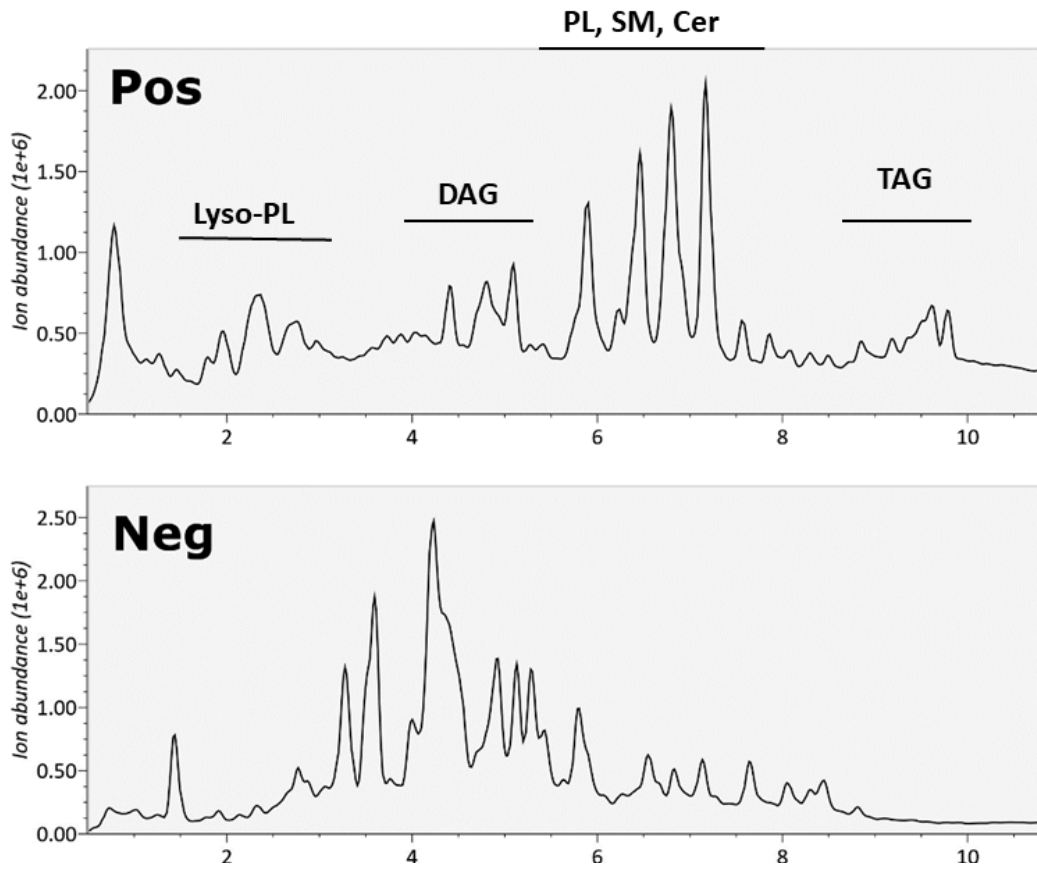 PL, SM, Cer
Pos
2.00
1.50
1.00
0.50
0.00
Ion abundance (1e+6)
Lyso-PL
DAG
TAG
2 4 6 8 10
Neg
2.50
2.00
1.50
1.00
0.50
0.00
Ion abundance (1e+6)
2 4 6 8 10